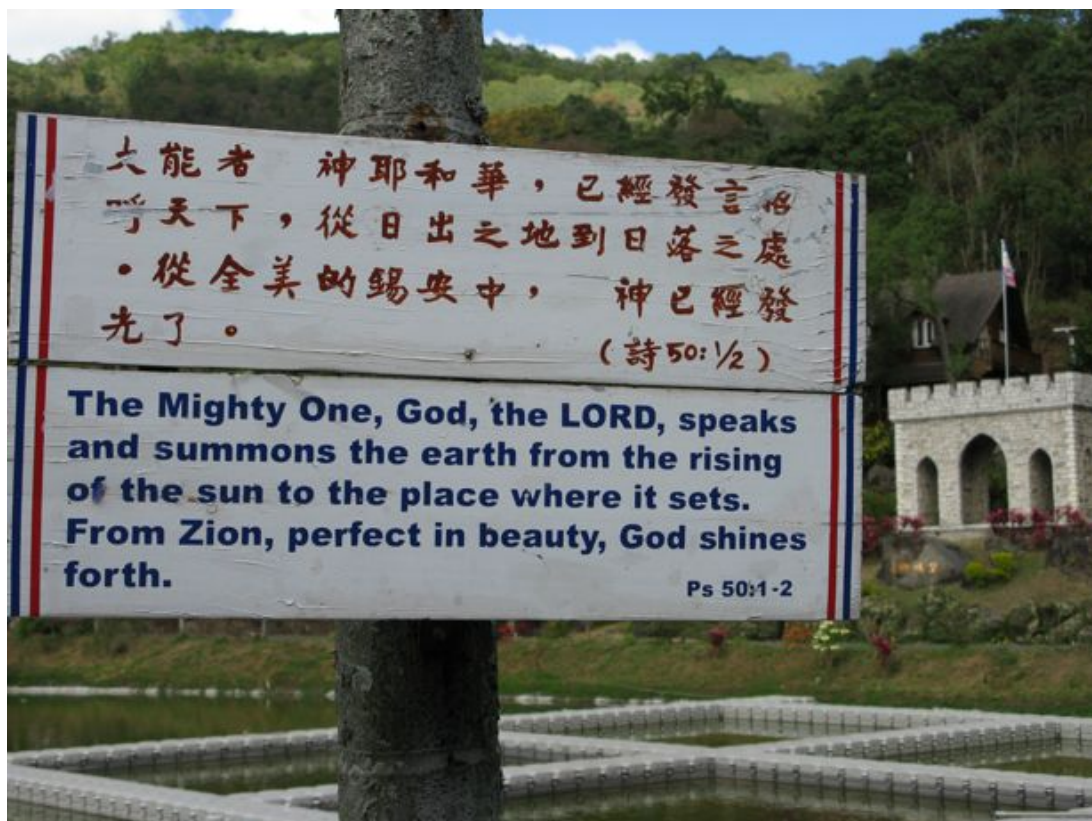 大能者　神耶和華，已經發言招
呼天下，從日出之地到日落之處
。從全美的錫安中，　神已經發
光了。
(詩50:1/2)
The Mighty One, God, the LORD, speaks
and summons the earth from the rising
of the sun to the place where it sets.
From Zion, perfect in beauty, God shines
forth.
Ps 50:1-2